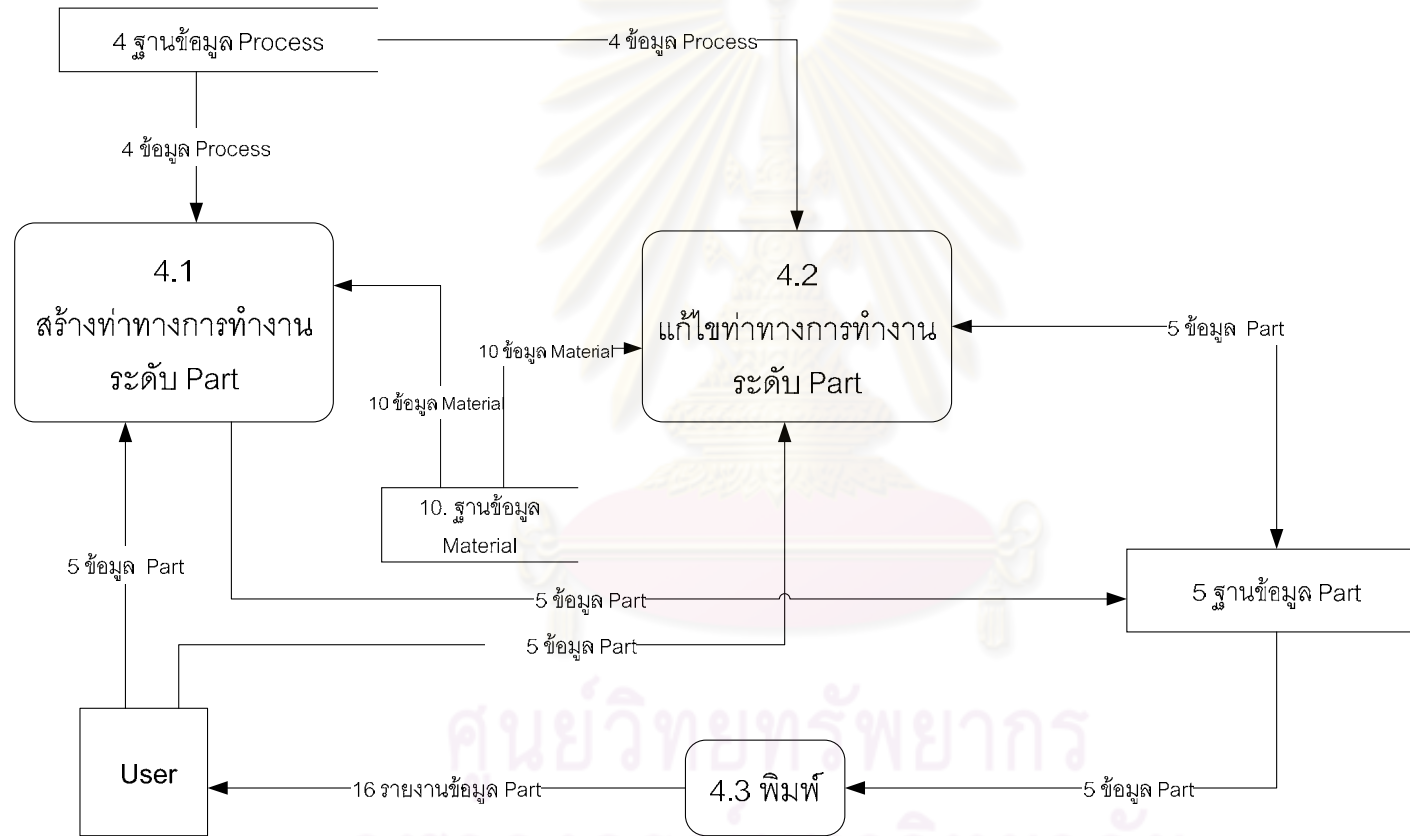 4 ฐานข้อมูล Process
4 ข้อมูล Process
4 ข้อมูล Process
4.1
สร้างท่าทางการทำงาน
ระดับ Part
4.2
แก้ไขท่าทางการทำงาน
ระดับ Part
5 ข้อมูล Part
10 ข้อมูล Material
10 ข้อมูล Material
10. ฐานข้อมูล
Material
5 ข้อมูล Part
5 ข้อมูล Part
5 ฐานข้อมูล Part
5 ข้อมูล Part
User
16 รายงานข้อมูล Part
4.3 พิมพ์
5 ข้อมูล Part
ศูนย์วิทยทรัพยากร